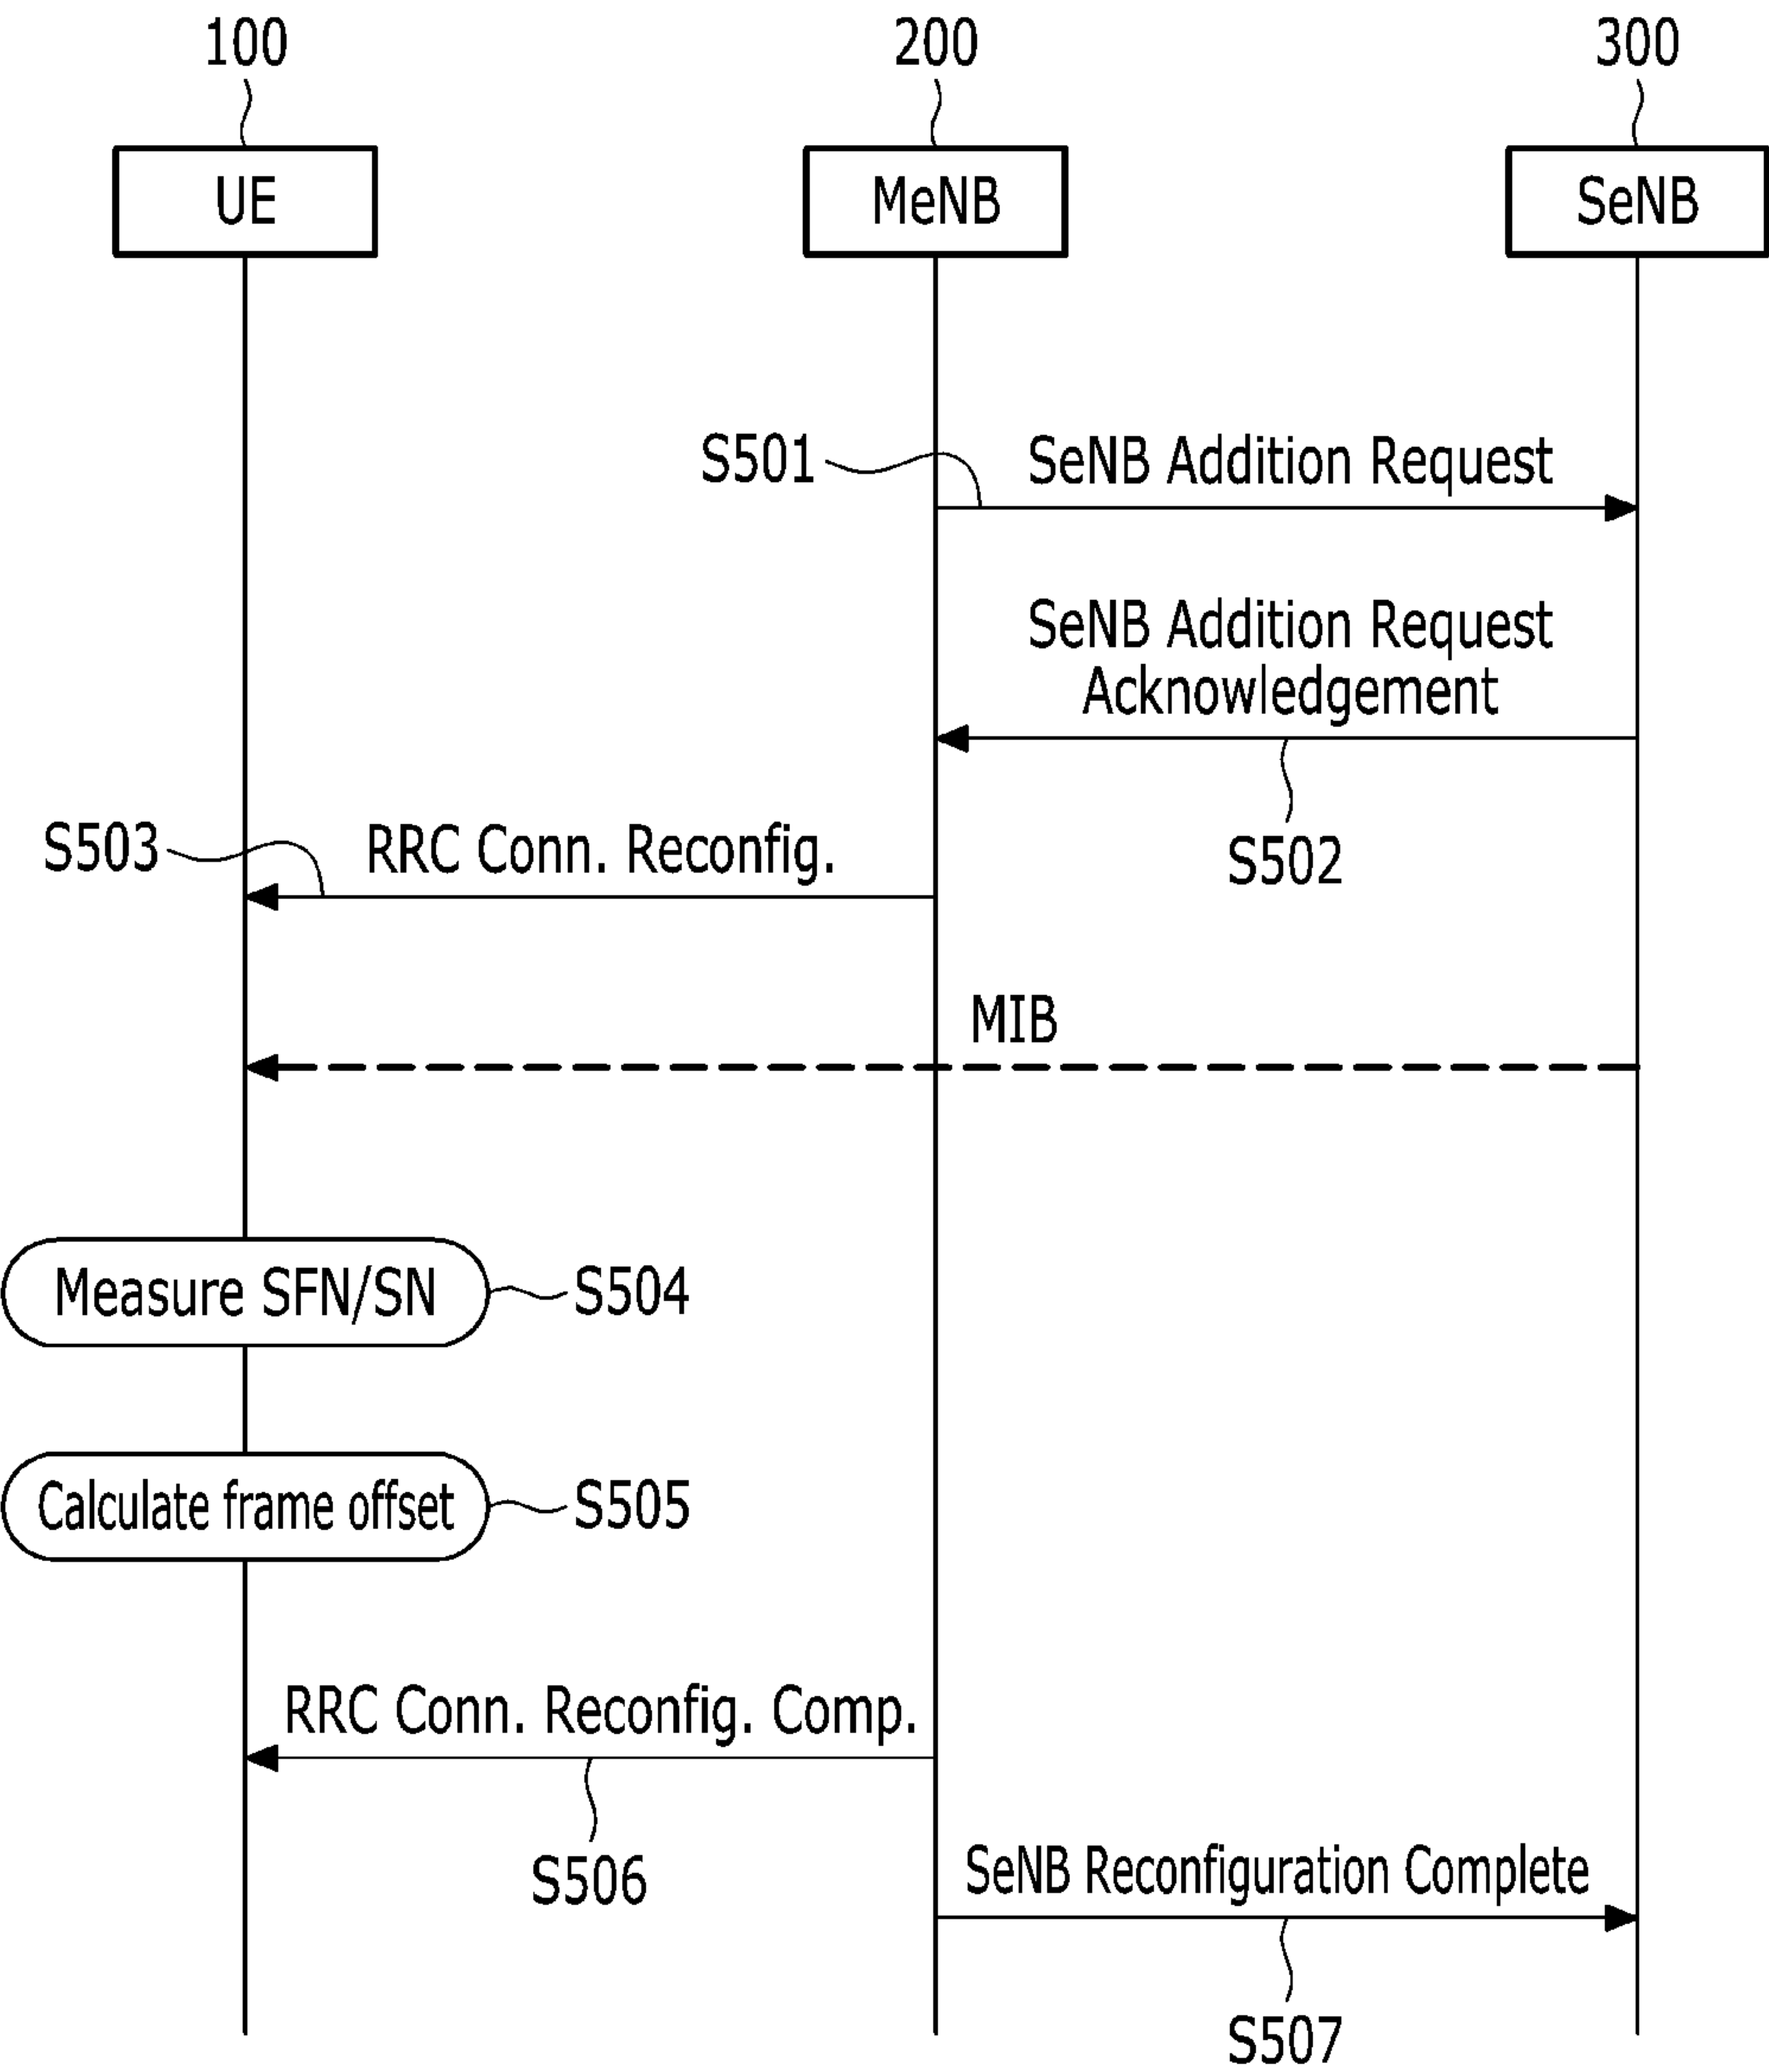 100
200
300
UE
MeNB
SeNB
S501
SeNB Addition Request
SeNB Addition Request
Acknowledgement
S502
S503
RRC Conn. Reconfig.
MIB
Measure SFN/SN
S504
Calculate frame offset
S505
RRC Conn. Reconfig. Comp.
S506
SeNB Reconfiguration Complete
S507